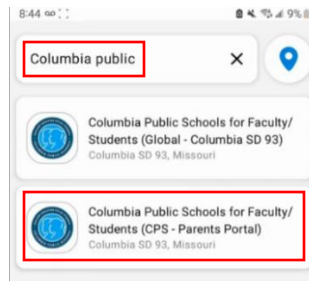 8:44
9%
Columbia public
Columbia Public Schools for Faculty/
Students (Global - Columbia SD 93)
Columbia SD 93, Missouri
Columbia Public Schools for Faculty/
Students (CPS - Parents Portal)
Columbia SD 93, Missouri